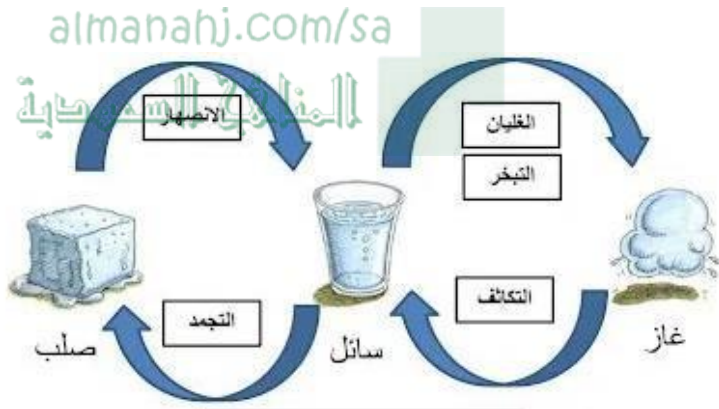 almanahj.com/sa
المناهج السعودية
الانصهار
الغليان
التبخر
التكاثف
التجمد
صلب
سائل
غاز